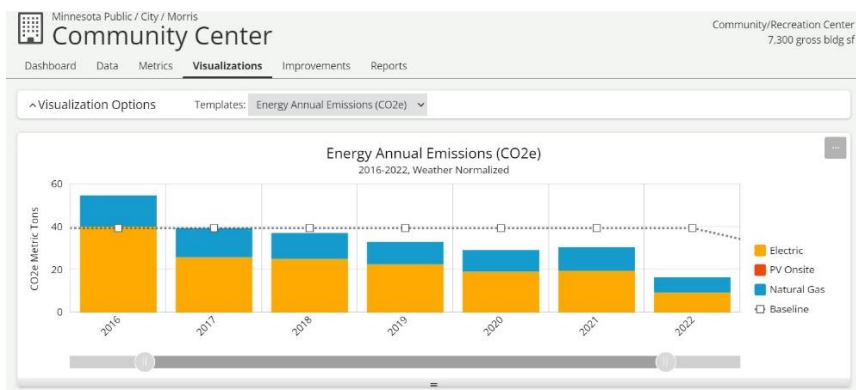 Minnesota Public / City / Morris
Community Center
Community/Recreation Center
7,300 gross bldg sf
Dashboard Data Metrics Visualizations Improvements Reports
Visualization Options Templates: Energy Annual Emissions (CO2e)
Energy Annual Emissions (CO2e)
2016-2022, Weather Normalized
CO2e Metric Tons
60
40
20
0
2016 2017 2018 2019 2020 2021 2022
Electric
PV Onsite
Natural Gas
Baseline